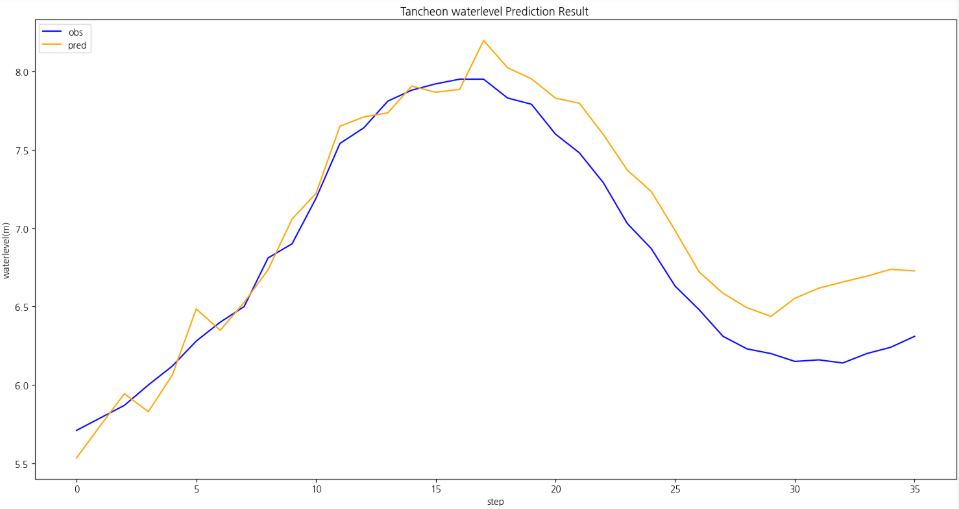 Tancheon waterlevel Prediction Result
obs
pred
8.0
7.5
7.0
6.5
6.0
5.5
waterlevel(m)
0 5 10 15 20 25 30 35
step